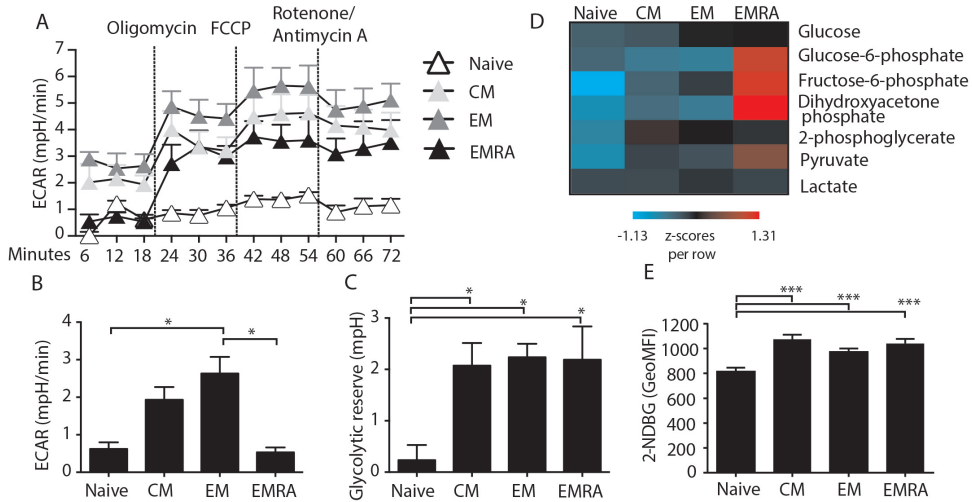 A
Oligomycin FCCP Rotenone/
Antimycin A
ECAR (mpH/min)
7
6
5
4
3
2
1
0
Minutes 6 12 18 24 30 36 42 48 54 60 66 72
Naive
CM
EM
EMRA
D
Naive CM EM EMRA
Glucose
Glucose-6-phosphate
Fructose-6-phosphate
Dihydroxyacetone
phosphate
2-phosphoglycerate
Pyruvate
Lactate
-1.13 z-scores 1.31
per row
B
ECAR (mpH/min)
4
3
2
1
0
* *
Naive CM EM EMRA
C
Glycolytic reserve (mpH)
3
2
1
0
*
*
*
Naive CM EM EMRA
E
2-NDBG (GeoMFI)
1200
1000
800
600
400
200
0
***
***
***
Naive CM EM EMRA